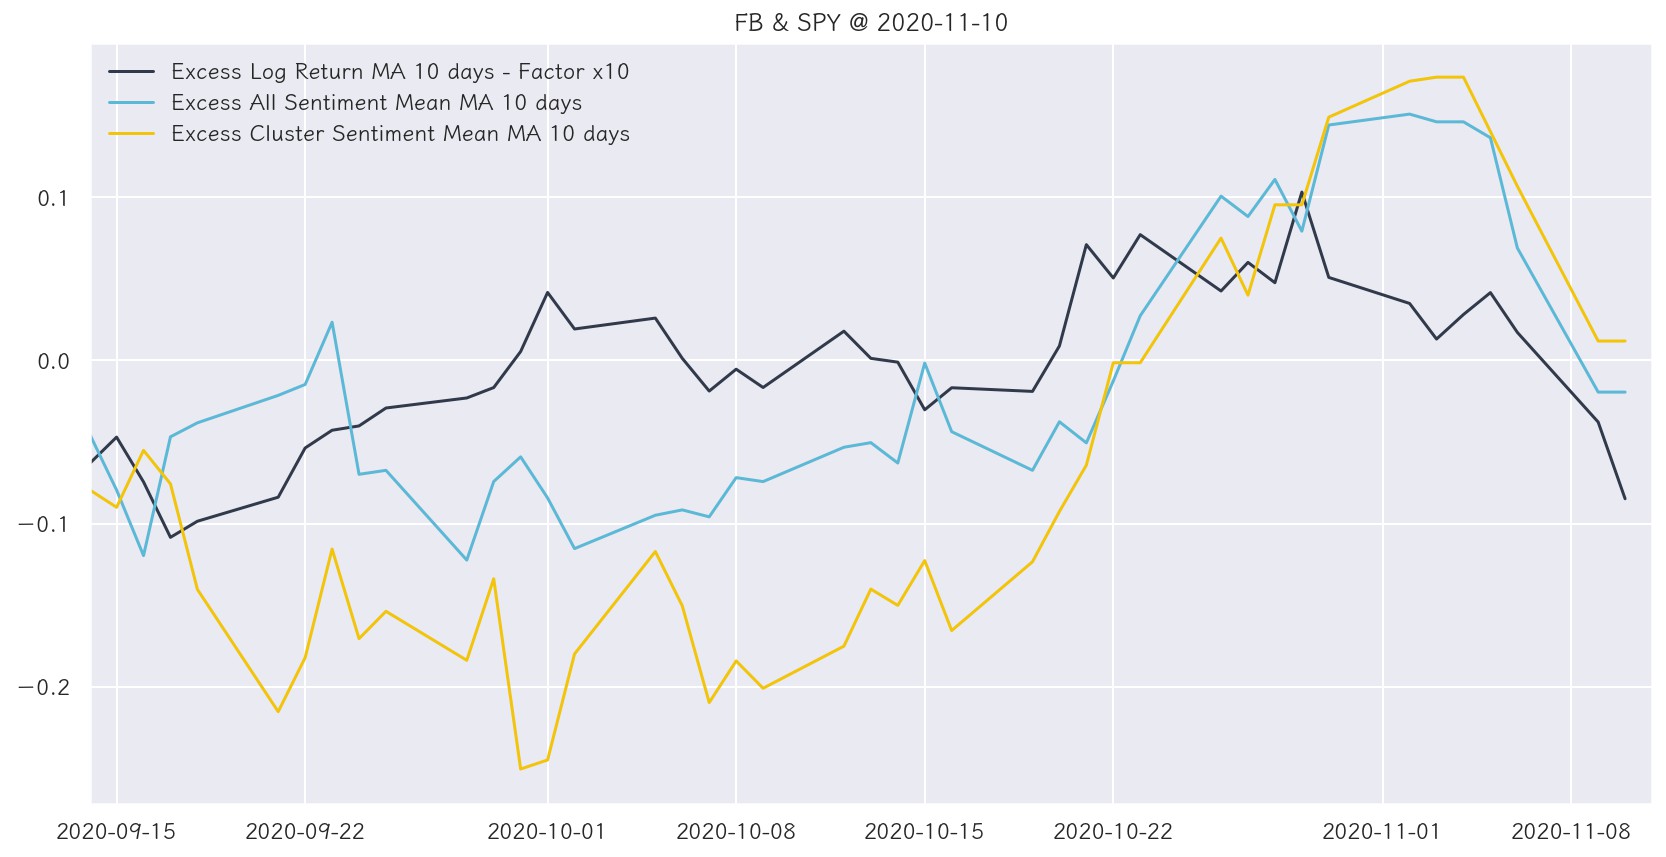 FB & SPY @ 2020-11-10
Excess Log Return MA 10 days - Factor x10
Excess All Sentiment Mean MA 10 days
Excess Cluster Sentiment Mean MA 10 days
0.1
0.0
−0.1
−0.2
2020-09-15 2020-09-22 2020-10-01 2020-10-08 2020-10-15 2020-10-22 2020-11-01 2020-11-08